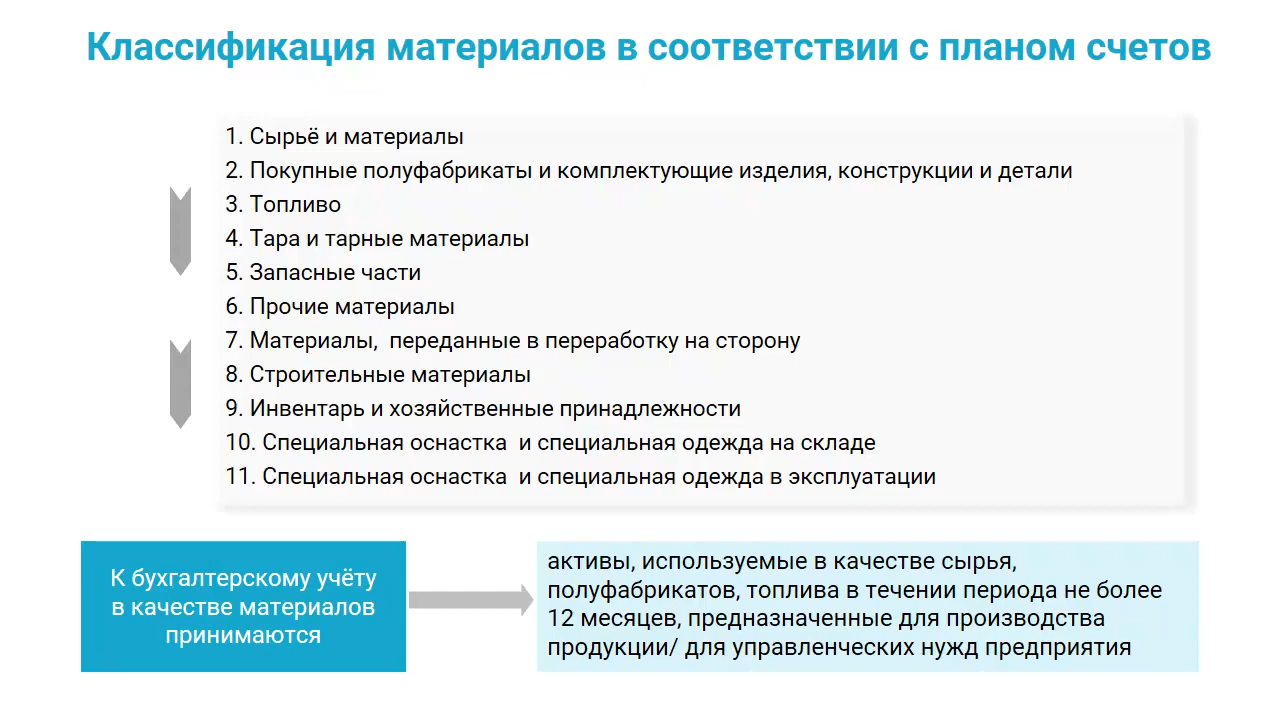 Классификация материалов в соответствии с планом счетов
1. Сырьё и материалы
2. Покупные полуфабрикаты и комплектующие изделия, конструкции и детали
3. Топливо
4. Тара и тарные материалы
5. Запасные части
6. Прочие материалы
7. Материалы,  переданные в переработку на сторону
8. Строительные материалы
9. Инвентарь и хозяйственные принадлежности
10. Специальная оснастка  и специальная одежда на складе
11. Специальная оснастка  и специальная одежда в эксплуатации
К бухгалтерскому учёту
в качестве материалов
принимаются
активы, используемые в качестве сырья,
полуфабрикатов, топлива в течении периода не более
12 месяцев, предназначенные для производства
продукции/ для управленческих нужд предприятия